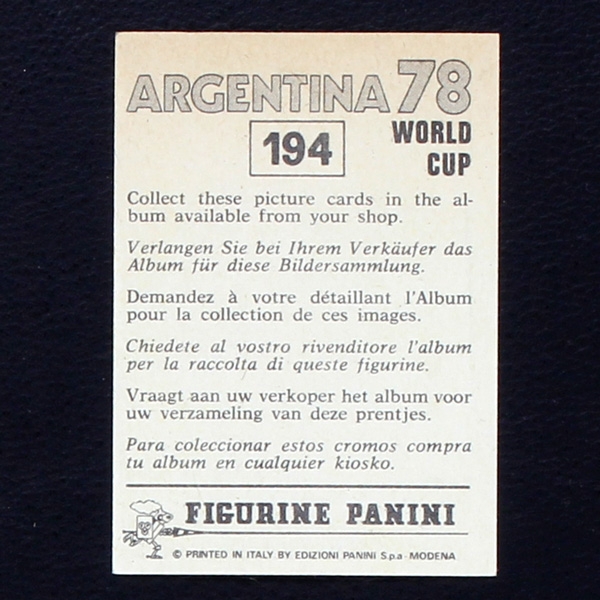 ARGENTINA 78
194
WORLD
CUP
Collect these picture cards in the al-
bum available from your shop.
Verlangen Sie bei Ihrem Verkäufer das
Album für diese Bildersammlung.
Demandez à votre détaillant l'Album
pour la collection de ces images.
Chiedete al vostro rivenditore l'album
per la raccolta di queste figurine.
Vraagt aan uw verkoper het album voor
uw verzameling van deze prentjes.
Para coleccionar estos cromos compra
tu album en cualquier kiosko.
FIGURINE PANINI
© PRINTED IN ITALY BY EDIZIONI PANINI S.p.a - MODENA